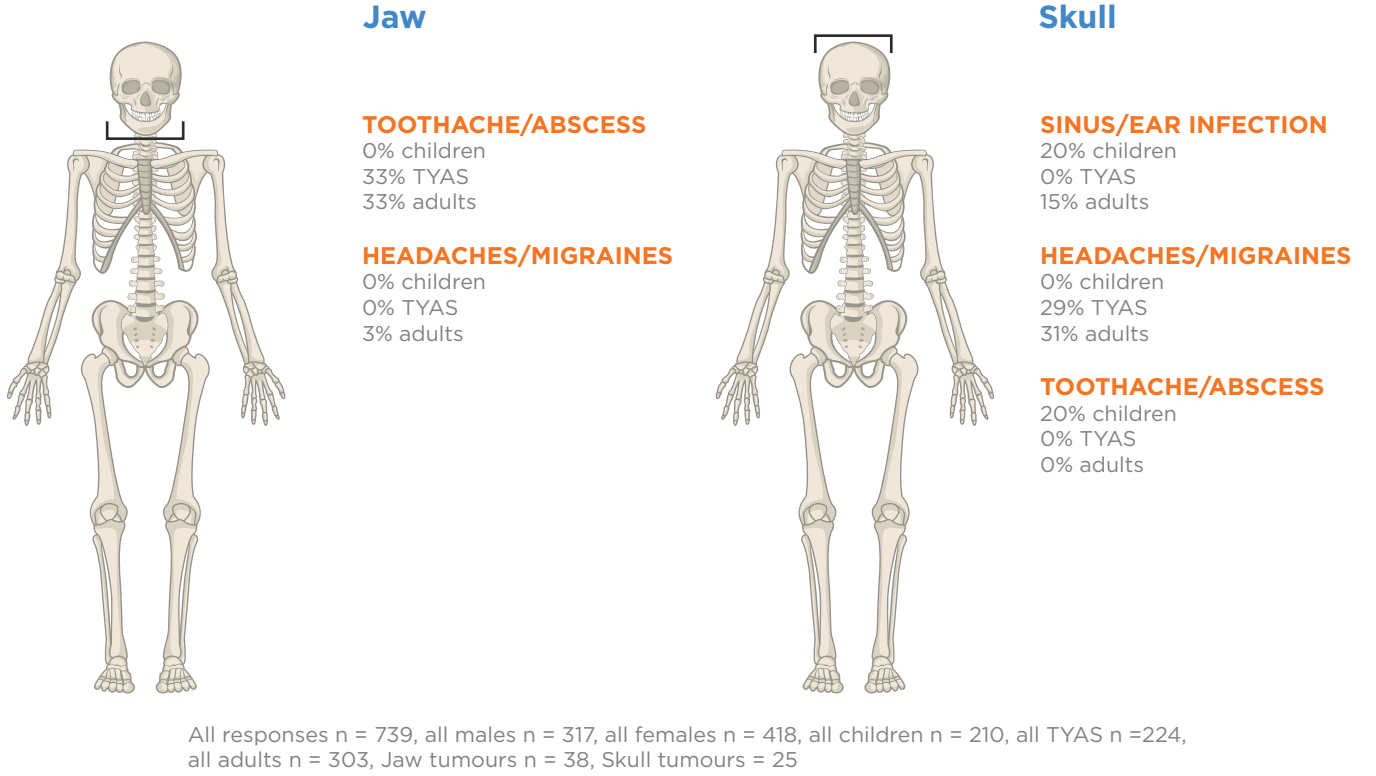 Jaw
TOOTHACHE/ABSCESS
0% children
33% TYAS
33% adults
HEADACHES/MIGRAINES
0% children
0% TYAS
3% adults
Skull
SINUS/EAR INFECTION
20% children
0% TYAS
15% adults
HEADACHES/MIGRAINES
0% children
29% TYAS
31% adults
TOOTHACHE/ABSCESS
20% children
0% TYAS
0% adults
All responses n = 739, all males n = 317, all females n = 418, all children n = 210, all TYAS n =224,
all adults n = 303, Jaw tumours n = 38, Skull tumours = 25